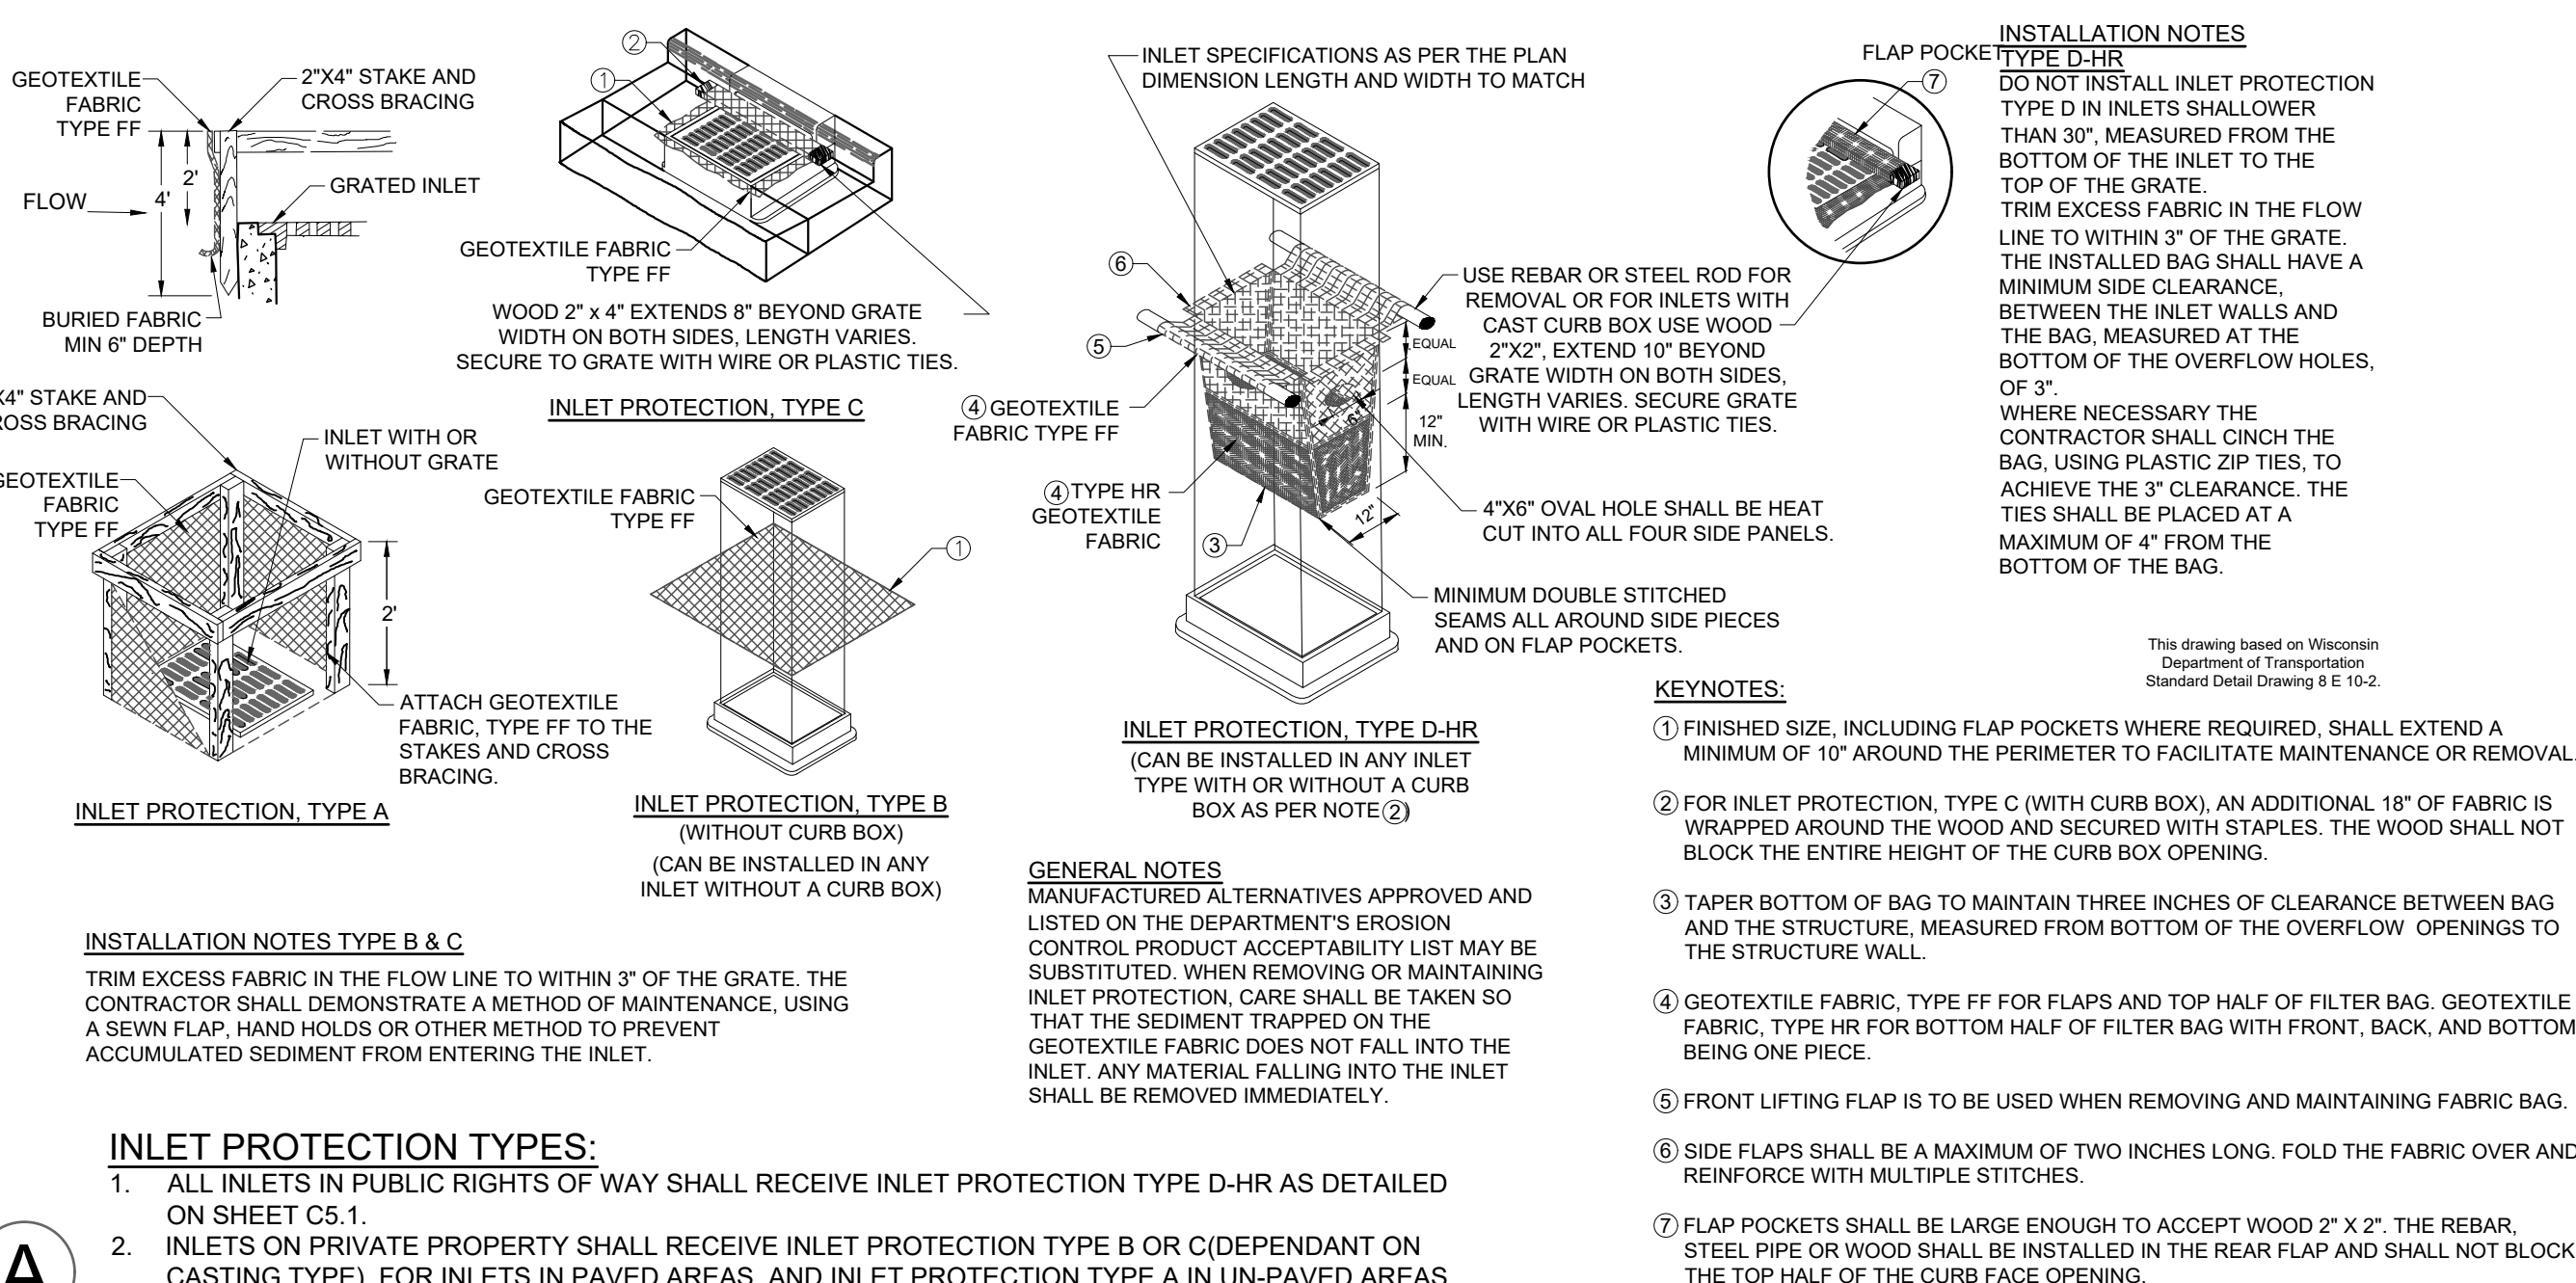 GEOTEXTILE
FABRIC
TYPE FF
2"X4" STAKE AND
CROSS BRACING
2'
4'
FLOW
GRATED INLET
BURIED FABRIC
MIN 6" DEPTH
X4" STAKE AND
ROSS BRACING
INLET WITH OR
WITHOUT GRATE
GEOTEXTILE
FABRIC
TYPE FF
2'
ATTACH GEOTEXTILE
FABRIC, TYPE FF TO THE
STAKES AND CROSS
BRACING.
INLET PROTECTION, TYPE A
2
1
GEOTEXTILE FABRIC
TYPE FF
WOOD 2" x 4" EXTENDS 8" BEYOND GRATE
WIDTH ON BOTH SIDES, LENGTH VARIES.
SECURE TO GRATE WITH WIRE OR PLASTIC TIES.
INLET PROTECTION, TYPE C
GEOTEXTILE FABRIC
TYPE FF
1
INLET PROTECTION, TYPE B
(WITHOUT CURB BOX)
(CAN BE INSTALLED IN ANY
INLET WITHOUT A CURB BOX)
INLET SPECIFICATIONS AS PER THE PLAN
DIMENSION LENGTH AND WIDTH TO MATCH
6
5
4 GEOTEXTILE
FABRIC TYPE FF
4 TYPE HR
GEOTEXTILE
FABRIC
3
USE REBAR OR STEEL ROD FOR
REMOVAL OR FOR INLETS WITH
CAST CURB BOX USE WOOD
2"X2", EXTEND 10" BEYOND
GRATE WIDTH ON BOTH SIDES,
LENGTH VARIES. SECURE GRATE
WITH WIRE OR PLASTIC TIES.
EQUAL
EQUAL
12"
MIN.
6"
12"
4"X6" OVAL HOLE SHALL BE HEAT
CUT INTO ALL FOUR SIDE PANELS.
MINIMUM DOUBLE STITCHED
SEAMS ALL AROUND SIDE PIECES
AND ON FLAP POCKETS.
INLET PROTECTION, TYPE D-HR
(CAN BE INSTALLED IN ANY INLET
TYPE WITH OR WITHOUT A CURB
BOX AS PER NOTE 2)
FLAP POCKET
7
INSTALLATION NOTES
TYPE D-HR
DO NOT INSTALL INLET PROTECTION
TYPE D IN INLETS SHALLOWER
THAN 30", MEASURED FROM THE
BOTTOM OF THE INLET TO THE
TOP OF THE GRATE.
TRIM EXCESS FABRIC IN THE FLOW
LINE TO WITHIN 3" OF THE GRATE.
THE INSTALLED BAG SHALL HAVE A
MINIMUM SIDE CLEARANCE,
BETWEEN THE INLET WALLS AND
THE BAG, MEASURED AT THE
BOTTOM OF THE OVERFLOW HOLES,
OF 3".
WHERE NECESSARY THE
CONTRACTOR SHALL CINCH THE
BAG, USING PLASTIC ZIP TIES, TO
ACHIEVE THE 3" CLEARANCE. THE
TIES SHALL BE PLACED AT A
MAXIMUM OF 4" FROM THE
BOTTOM OF THE BAG.
This drawing based on Wisconsin
Department of Transportation
Standard Detail Drawing 8 E 10-2.
INSTALLATION NOTES TYPE B & C
TRIM EXCESS FABRIC IN THE FLOW LINE TO WITHIN 3" OF THE GRATE. THE
CONTRACTOR SHALL DEMONSTRATE A METHOD OF MAINTENANCE, USING
A SEWN FLAP, HAND HOLDS OR OTHER METHOD TO PREVENT
ACCUMULATED SEDIMENT FROM ENTERING THE INLET.
GENERAL NOTES
MANUFACTURED ALTERNATIVES APPROVED AND
LISTED ON THE DEPARTMENT'S EROSION
CONTROL PRODUCT ACCEPTABILITY LIST MAY BE
SUBSTITUTED. WHEN REMOVING OR MAINTAINING
INLET PROTECTION, CARE SHALL BE TAKEN SO
THAT THE SEDIMENT TRAPPED ON THE
GEOTEXTILE FABRIC DOES NOT FALL INTO THE
INLET. ANY MATERIAL FALLING INTO THE INLET
SHALL BE REMOVED IMMEDIATELY.
KEYNOTES:
1 FINISHED SIZE, INCLUDING FLAP POCKETS WHERE REQUIRED, SHALL EXTEND A
MINIMUM OF 10" AROUND THE PERIMETER TO FACILITATE MAINTENANCE OR REMOVAL.
2 FOR INLET PROTECTION, TYPE C (WITH CURB BOX), AN ADDITIONAL 18" OF FABRIC IS
WRAPPED AROUND THE WOOD AND SECURED WITH STAPLES. THE WOOD SHALL NOT
BLOCK THE ENTIRE HEIGHT OF THE CURB BOX OPENING.
3 TAPER BOTTOM OF BAG TO MAINTAIN THREE INCHES OF CLEARANCE BETWEEN BAG
AND THE STRUCTURE, MEASURED FROM BOTTOM OF THE OVERFLOW OPENINGS TO
THE STRUCTURE WALL.
4 GEOTEXTILE FABRIC, TYPE FF FOR FLAPS AND TOP HALF OF FILTER BAG. GEOTEXTILE
FABRIC, TYPE HR FOR BOTTOM HALF OF FILTER BAG WITH FRONT, BACK, AND BOTTOM
BEING ONE PIECE.
5 FRONT LIFTING FLAP IS TO BE USED WHEN REMOVING AND MAINTAINING FABRIC BAG.
6 SIDE FLAPS SHALL BE A MAXIMUM OF TWO INCHES LONG. FOLD THE FABRIC OVER AND
REINFORCE WITH MULTIPLE STITCHES.
7 FLAP POCKETS SHALL BE LARGE ENOUGH TO ACCEPT WOOD 2" X 2". THE REBAR,
STEEL PIPE OR WOOD SHALL BE INSTALLED IN THE REAR FLAP AND SHALL NOT BLOCK
THE TOP HALF OF THE CURB FACE OPENING.
INLET PROTECTION TYPES:
1. ALL INLETS IN PUBLIC RIGHTS OF WAY SHALL RECEIVE INLET PROTECTION TYPE D-HR AS DETAILED
ON SHEET C5.1.
2. INLETS ON PRIVATE PROPERTY SHALL RECEIVE INLET PROTECTION TYPE B OR C(DEPENDANT ON
CASTING TYPE), FOR INLETS IN PAVED AREAS, AND INLET PROTECTION TYPE A IN UN-PAVED AREAS
A